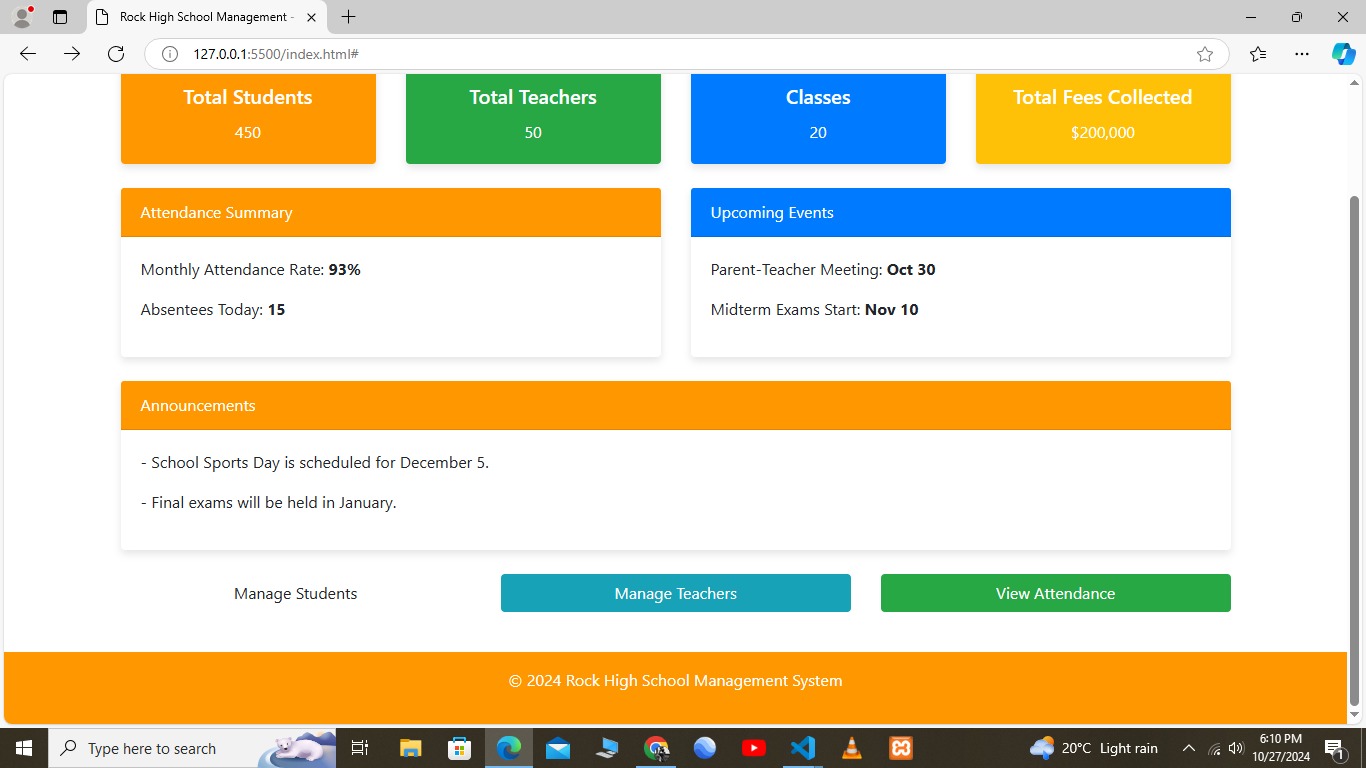 Rock High School Management -
127.0.0.1:5500/index.html#
Total Students
450
Total Teachers
50
Classes
20
Total Fees Collected
$200,000
Attendance Summary
Monthly Attendance Rate: 93%
Absentees Today: 15
Upcoming Events
Parent-Teacher Meeting: Oct 30
Midterm Exams Start: Nov 10
Announcements
- School Sports Day is scheduled for December 5.
- Final exams will be held in January.
Manage Students
Manage Teachers
View Attendance
© 2024 Rock High School Management System
Type here to search
20°C Light rain
6:10 PM
10/27/2024
1